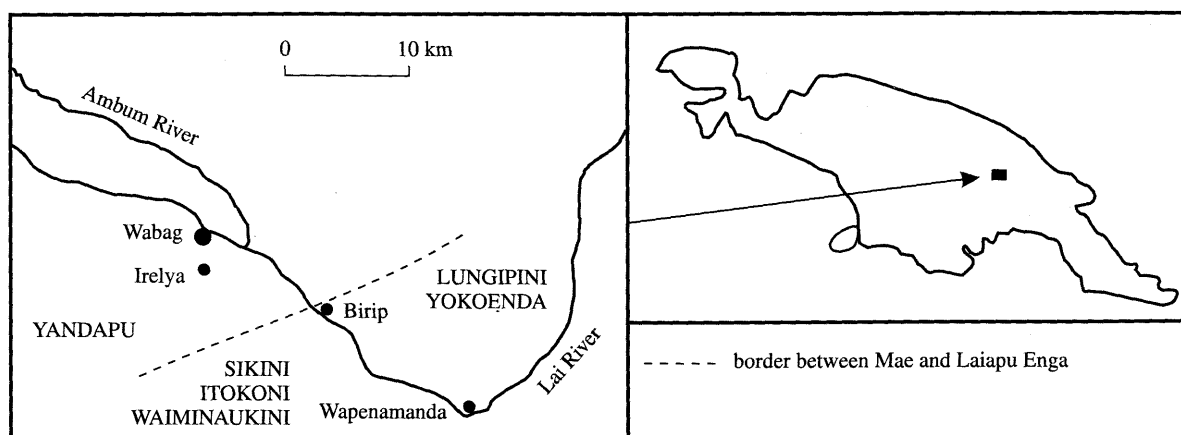 0 10 km
Ambum River
Wabag
Irelya
LUNGIPINI
YOKOENDA
Birip
YANDAPU
SIKINI
ITOKONI
WAIMINAUKINI
Wapenamanda
Lai River
border between Mae and Laiapu Enga